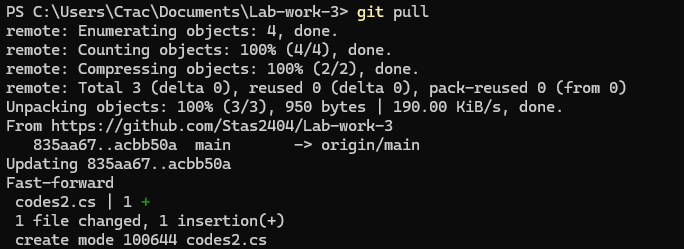 PS C:\Users\Стас\Documents\Lab-work-3> git pull
remote: Enumerating objects: 4, done.
remote: Counting objects: 100% (4/4), done.
remote: Compressing objects: 100% (2/2), done.
remote: Total 3 (delta 0), reused 0 (delta 0), pack-reused 0 (from 0)
Unpacking objects: 100% (3/3), 950 bytes | 190.00 KiB/s, done.
From https://github.com/Stas2404/Lab-work-3
   835aa67..acbb50a  main       -> origin/main
Updating 835aa67..acbb50a
Fast-forward
 codes2.cs | 1 +
 1 file changed, 1 insertion(+)
 create mode 100644 codes2.cs